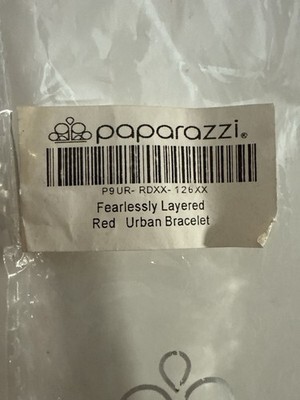 paparazzi®
P9UR-RDXX-126XX
Fearlessly Layered
Red Urban Bracelet